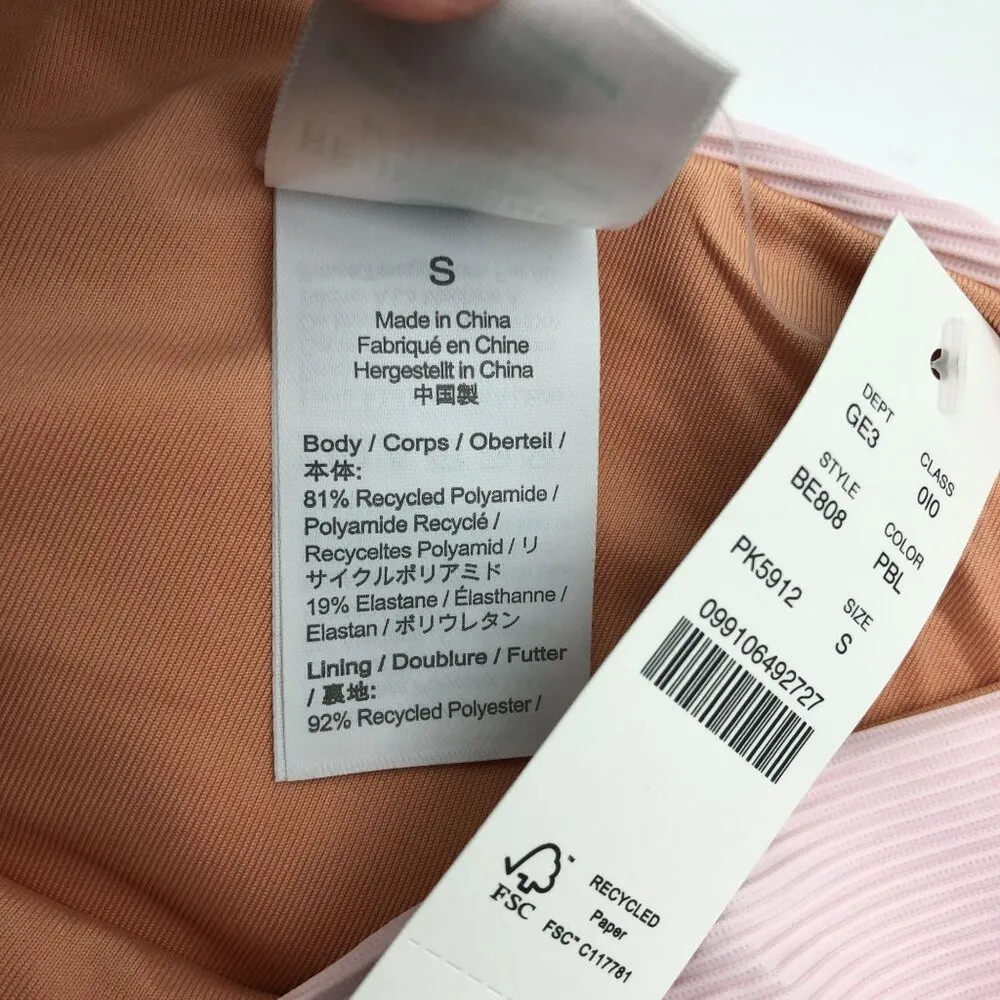 S
Made in China
Fabriqué en Chine
Hergestellt in China
中国製
Body / Corps / Oberteil /
本体:
81% Recycled Polyamide /
Polyamide Recyclé /
Recyceltes Polyamid / リ
サイクルポリアミド
19% Elastane / Élasthanne /
Elastan / ポリウレタン
Lining / Doublure / Futter
/ 裏地:
92% Recycled Polyester /
DEPT
GE3
CLASS
0I0
STYLE
BE808
COLOR
PBL
PK5912
SIZE
S
099106492727
FSC™
RECYCLED
Paper
FSC™ C117781